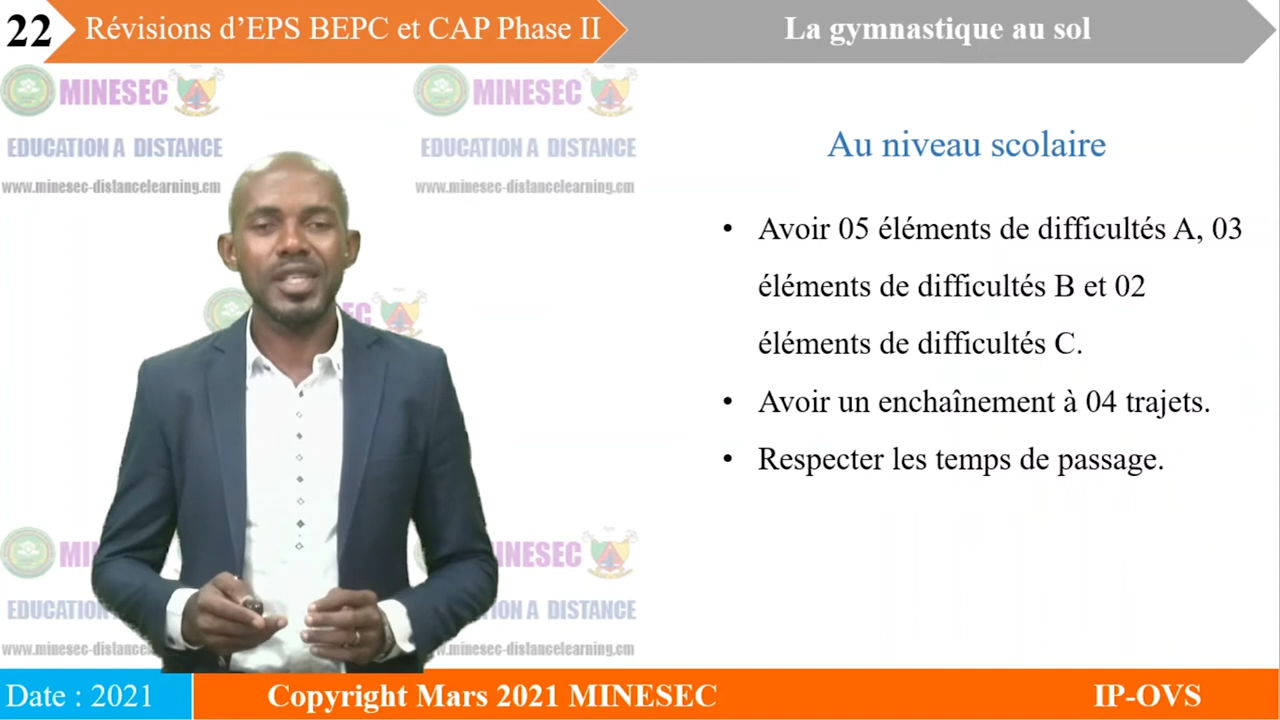 22
Révisions d'EPS BEPC et CAP Phase II
La gymnastique au sol
MINESEC
MINESEC
EDUCATION A DISTANCE
EDUCATION A DISTANCE
www.minesec-distancelearning.cm
www.minesec-distancelearning.cm
Au niveau scolaire
• Avoir 05 éléments de difficultés A, 03
éléments de difficultés B et 02
éléments de difficultés C.
• Avoir un enchaînement à 04 trajets.
• Respecter les temps de passage.
Date : 2021
Copyright Mars 2021 MINESEC
IP-OVS